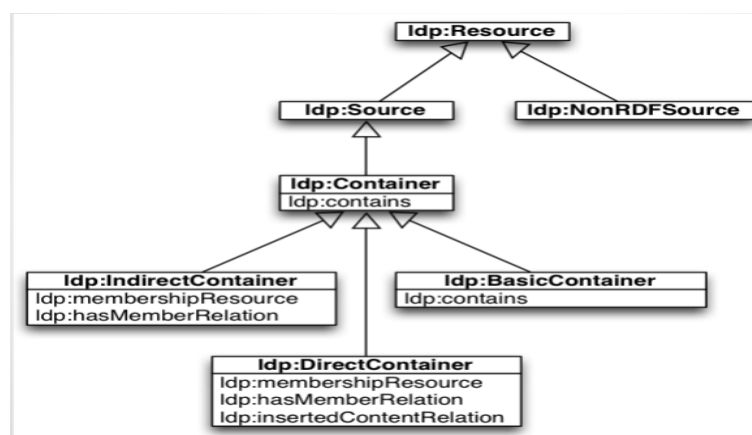 ldp:Resource
ldp:Source
ldp:NonRDFSource
ldp:Container
ldp:contains
ldp:IndirectContainer
ldp:membershipResource
ldp:hasMemberRelation
ldp:BasicContainer
ldp:contains
ldp:DirectContainer
ldp:membershipResource
ldp:hasMemberRelation
ldp:insertedContentRelation